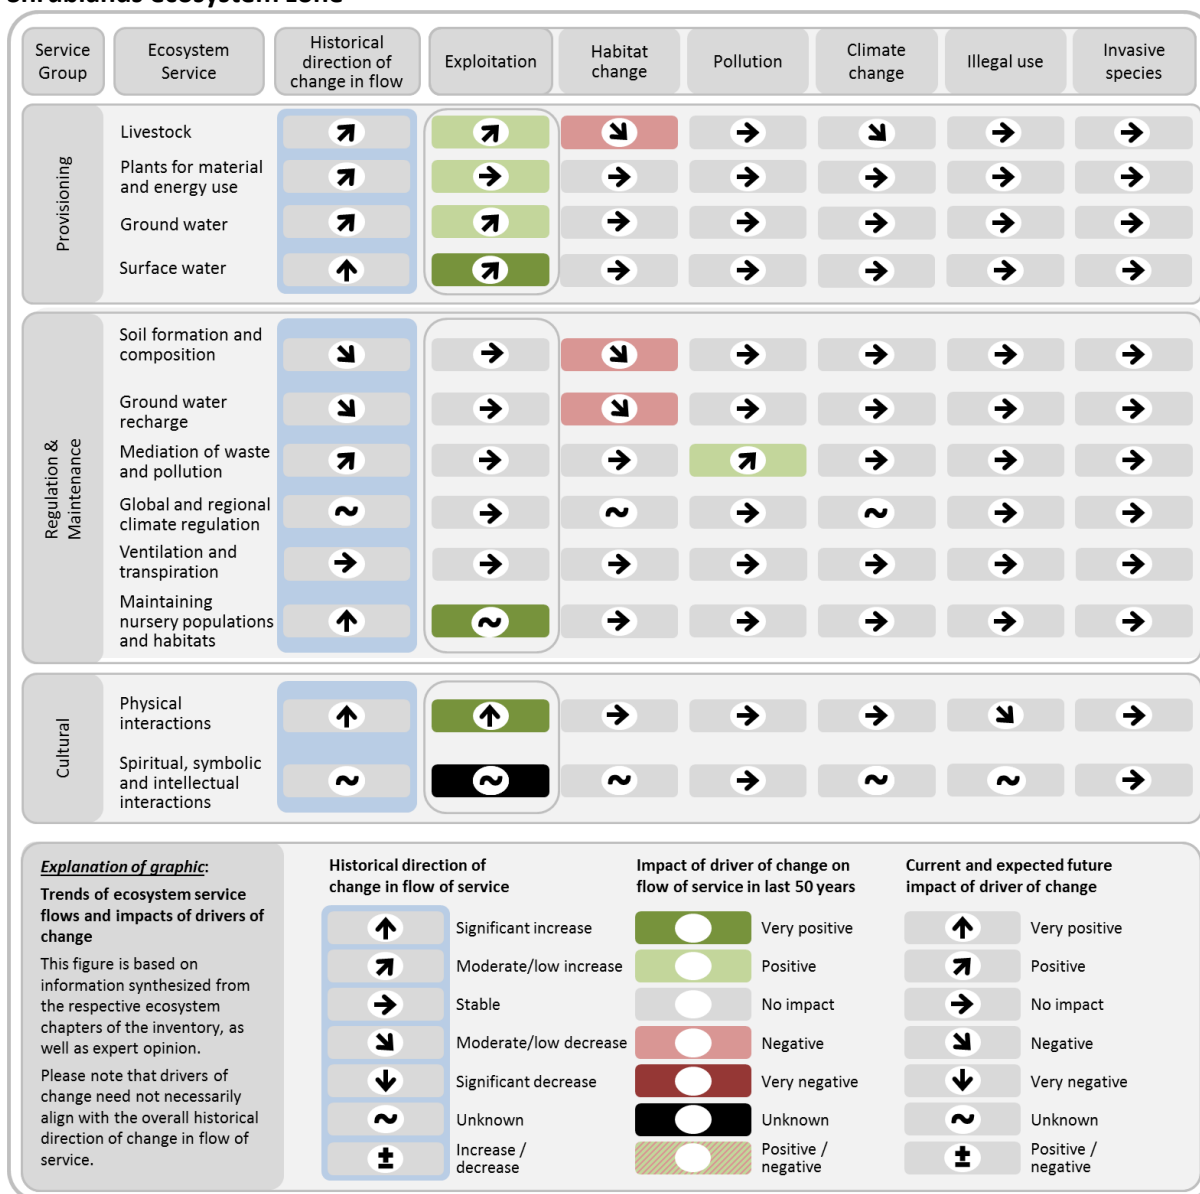 Shrublands ecosystem zone
Service
Group
Ecosystem
Service
Historical
direction of
change in flow
Exploitation
Habitat
change
Pollution
Climate
change
Illegal use
Invasive
species
Provisioning
Livestock
Plants for material
and energy use
Ground water
Surface water
Regulation &
Maintenance
Soil formation and
composition
Ground water
recharge
Mediation of waste
and pollution
Global and regional
climate regulation
Ventilation and
transpiration
Maintaining
nursery populations
and habitats
Cultural
Physical
interactions
Spiritual, symbolic
and intellectual
interactions
Explanation of graphic:
Trends of ecosystem service
flows and impacts of drivers of
change
This figure is based on
information synthesized from
the respective ecosystem
chapters of the inventory, as
well as expert opinion.
Please note that drivers of
change need not necessarily
align with the overall historical
direction of change in flow of
service.
Historical direction of
change in flow of service
Significant increase
Moderate/low increase
Stable
Moderate/low decrease
Significant decrease
Unknown
Increase /
decrease
Impact of driver of change on
flow of service in last 50 years
Very positive
Positive
No impact
Negative
Very negative
Unknown
Positive /
negative
Current and expected future
impact of driver of change
Very positive
Positive
No impact
Negative
Very negative
Unknown
Positive /
negative